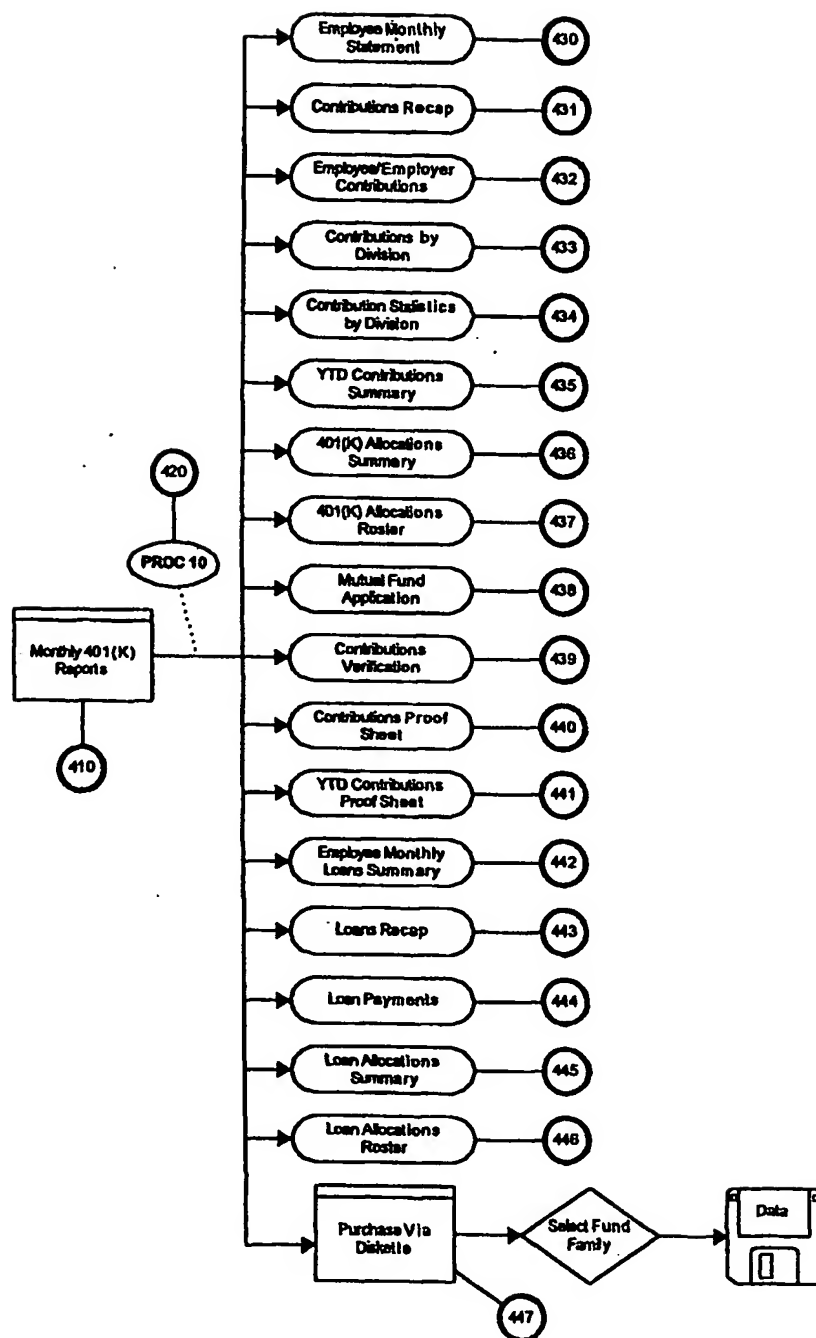 Employee Monthly
Statement
430
Contributions Recap
431
Employee/Employer
Contributions
432
Contributions by
Division
433
Contribution Statistics
by Division
434
YTD Contributions
Summary
435
401(K) Allocations
Summary
436
420
401(K) Allocations
Roster
437
PROC 10
Mutual Fund
Application
438
Monthly 401(K)
Reports
Contributions
Verification
439
410
Contributions Proof
Sheet
440
YTD Contributions
Proof Sheet
441
Employee Monthly
Loans Summary
442
Loans Recap
443
Loan Payments
444
Loan Allocations
Summary
445
Loan Allocations
Roster
446
Purchase Via
Diskette
Select Fund
Family
Data
447